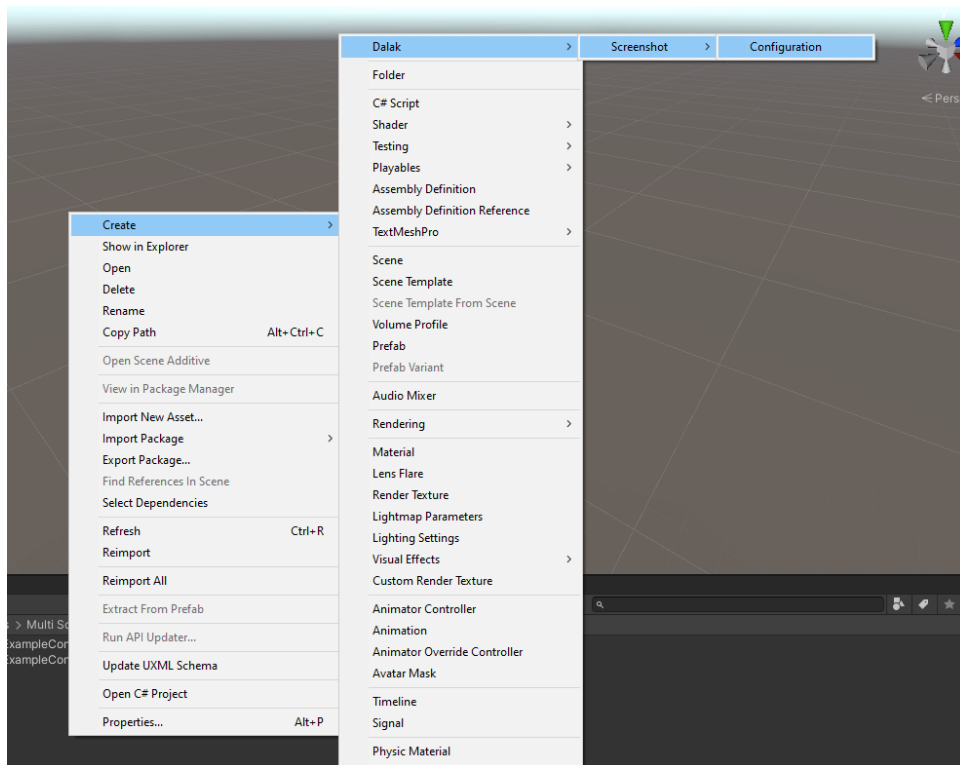 Dalak > Screenshot > Configuration
Folder
C# Script
Shader >
Testing >
Playables >
Assembly Definition
Assembly Definition Reference
TextMeshPro >
Scene
Scene Template
Scene Template From Scene
Volume Profile
Prefab
Prefab Variant
Audio Mixer
Rendering >
Material
Lens Flare
Render Texture
Lightmap Parameters
Lighting Settings
Visual Effects >
Custom Render Texture
Animator Controller
Animation
Animator Override Controller
Avatar Mask
Timeline
Signal
Physic Material
Create >
Show in Explorer
Open
Delete
Rename
Copy Path Alt+Ctrl+C
Open Scene Additive
View in Package Manager
Import New Asset...
Import Package >
Export Package...
Find References In Scene
Select Dependencies
Refresh Ctrl+R
Reimport
Reimport All
Extract From Prefab
Run API Updater...
Update UXML Schema
Open C# Project
Properties... Alt+P
< Pers
> Multi Sc
ExampleCor
ExampleCor